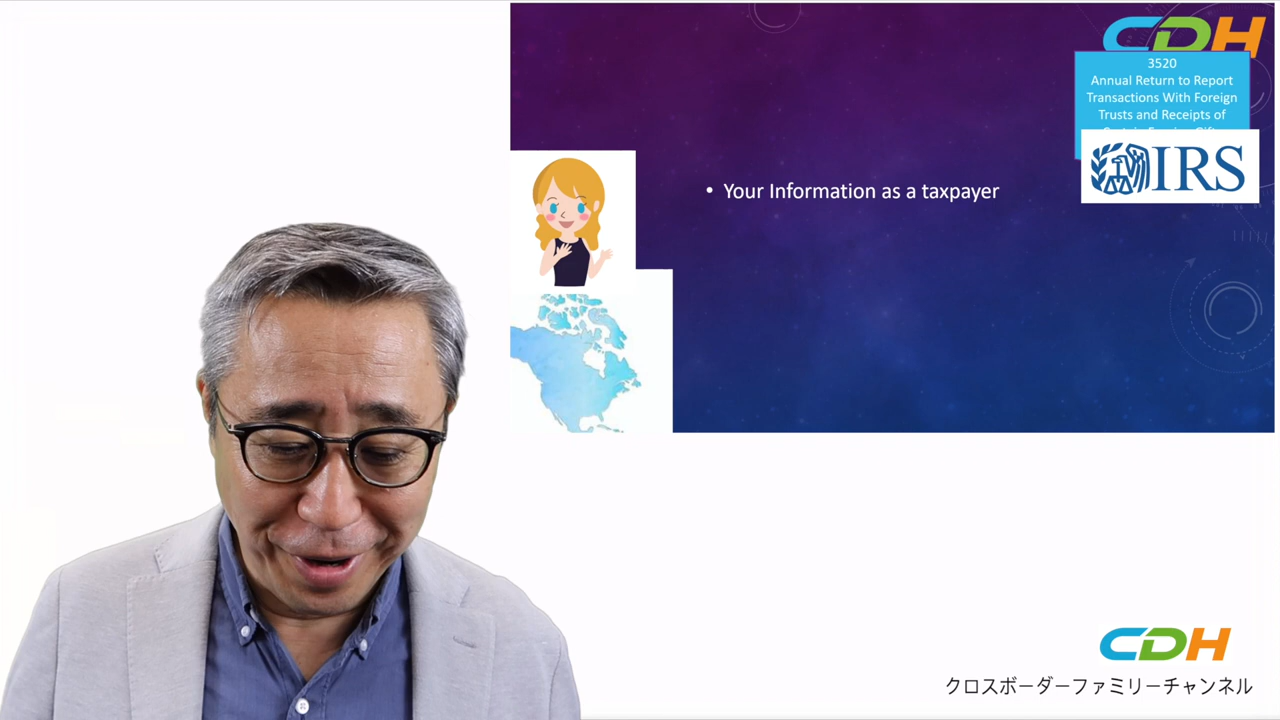 CDH
3520
Annual Return to Report
Transactions With Foreign
Trusts and Receipts of
IRS
• Your Information as a taxpayer
CDH
クロスボーダーファミリーチャンネル